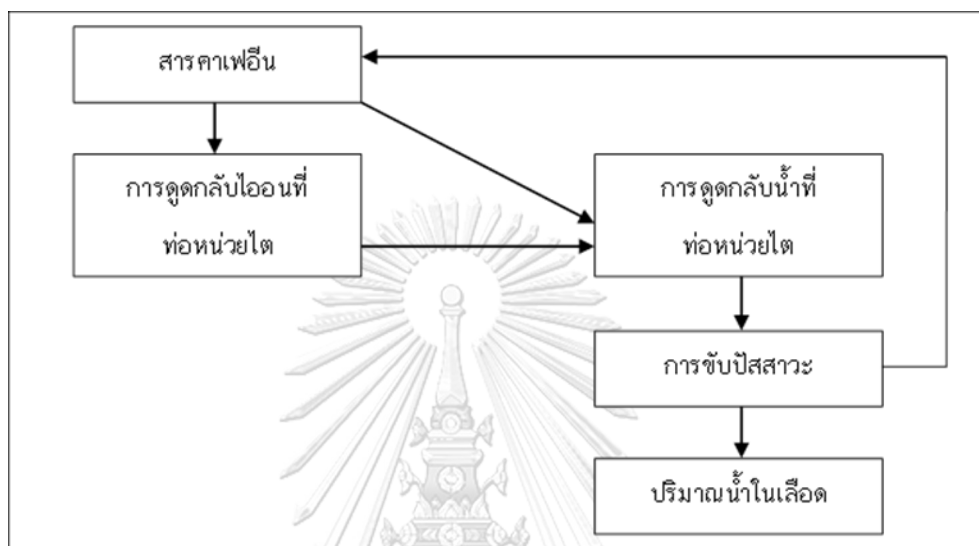 สารคาเฟอีน
การดูดกลับไอออนที่
ท่อหน่วยไต
การดูดกลับน้ำที่
ท่อหน่วยไต
การขับปัสสาวะ
ปริมาณน้ำในเลือด